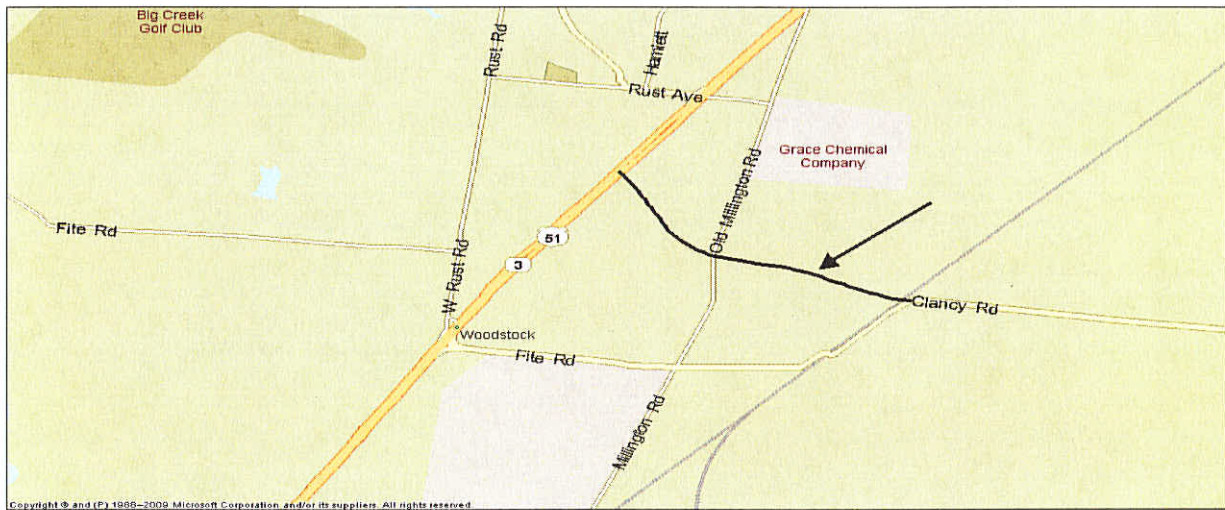 Big Creek
Golf Club
Rust Rd
Harriett
Rust Ave
Grace Chemical
Company
Old Millington Rd
Fite Rd
W Rust Rd
51
3
Clancy Rd
Woodstock
Fite Rd
Millington Rd
Copyright © and (P) 1988–2009 Microsoft Corporation and/or its suppliers. All rights reserved.